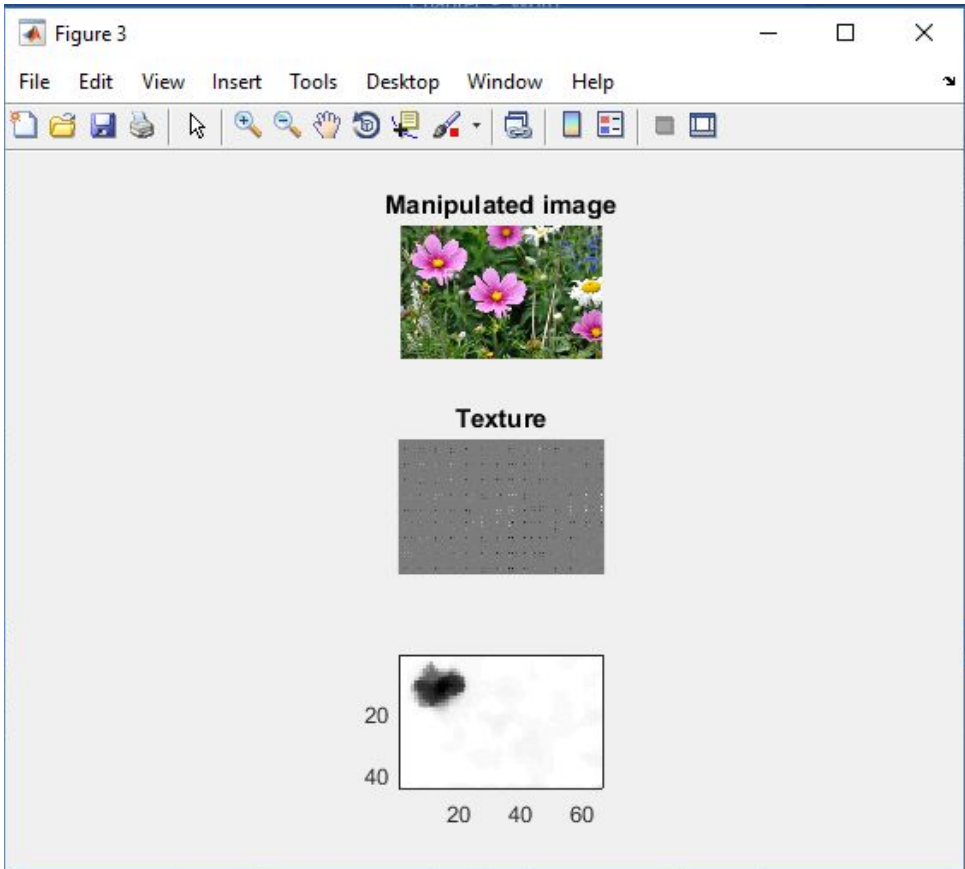 Figure 3
File Edit View Insert Tools Desktop Window Help
Manipulated image
Texture
20
40
20 40 60